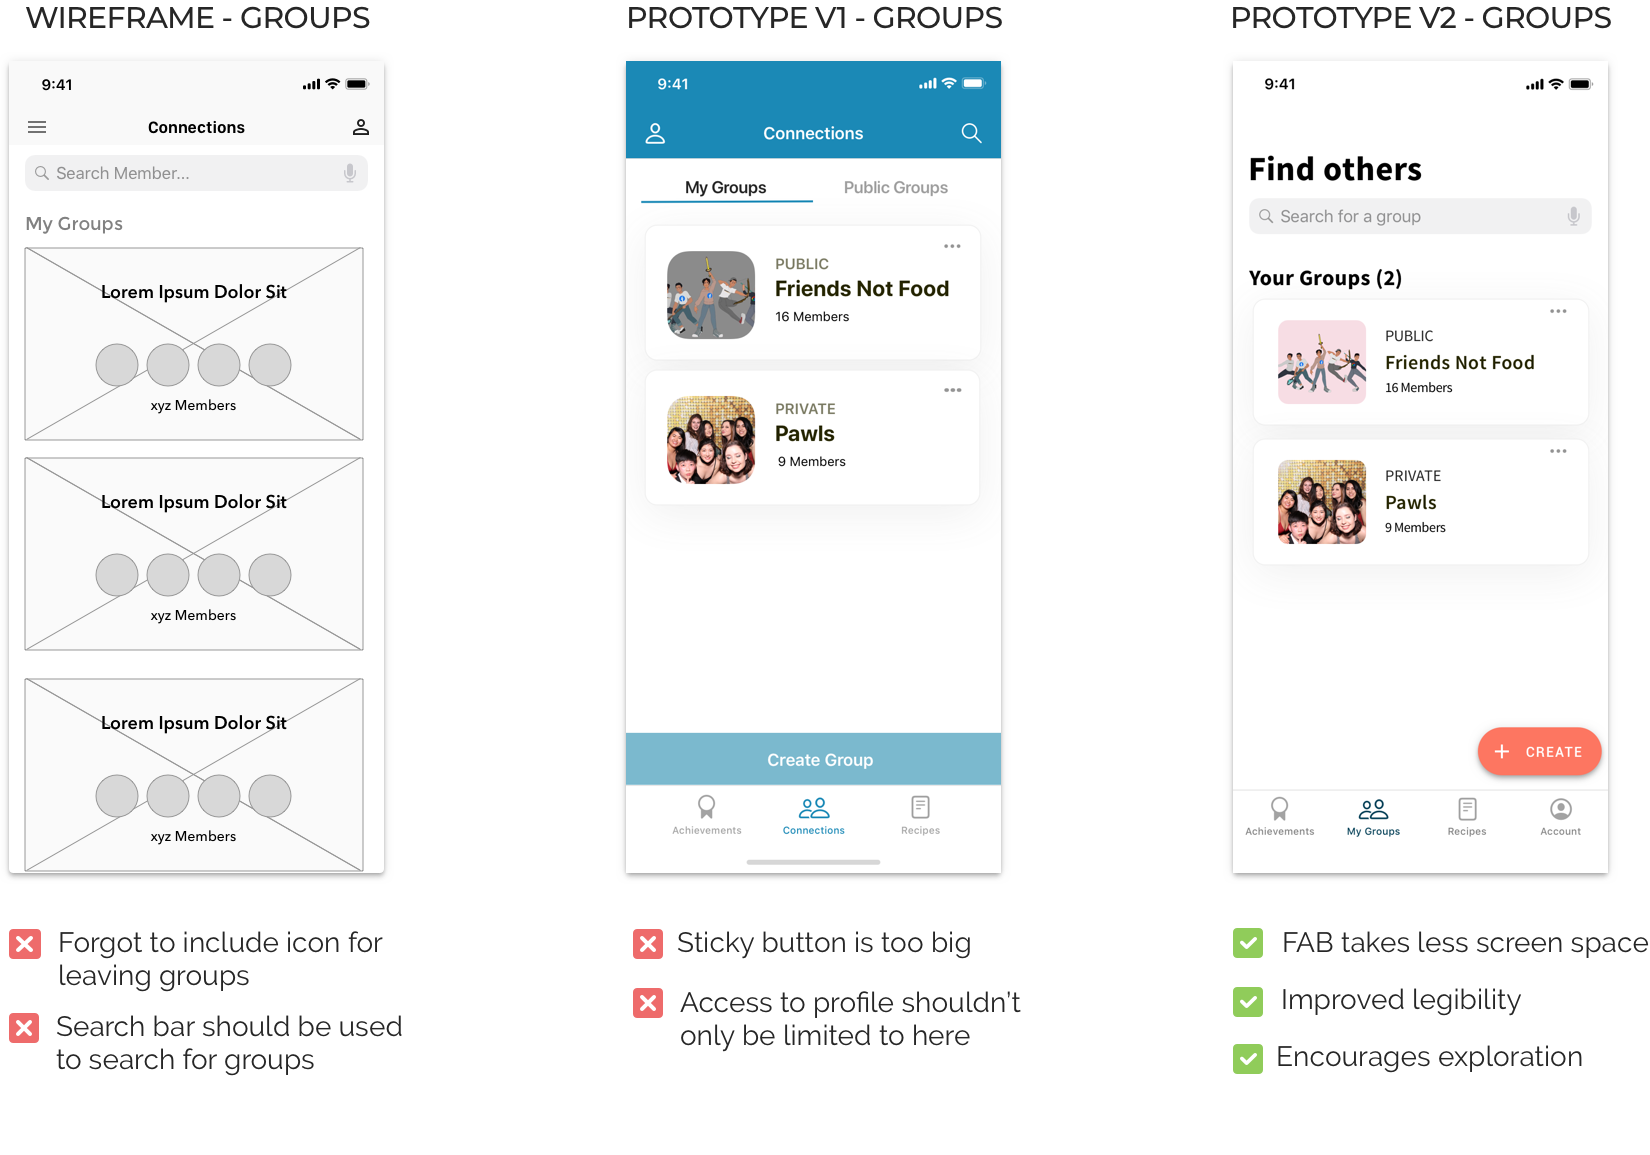 WIREFRAME - GROUPS
9:41
Connections
Search Member...
My Groups
Lorem Ipsum Dolor Sit
xyz Members
Lorem Ipsum Dolor Sit
xyz Members
Lorem Ipsum Dolor Sit
xyz Members
Forgot to include icon for
leaving groups
Search bar should be used
to search for groups
PROTOTYPE V1 - GROUPS
9:41
Connections
My Groups
Public Groups
PUBLIC
Friends Not Food
16 Members
PRIVATE
Pawls
9 Members
Create Group
Achievements
Connections
Recipes
Sticky button is too big
Access to profile shouldn't
only be limited to here
PROTOTYPE V2 - GROUPS
9:41
Find others
Search for a group
Your Groups (2)
PUBLIC
Friends Not Food
16 Members
PRIVATE
Pawls
9 Members
+ CREATE
Achievements
My Groups
Recipes
Account
FAB takes less screen space
Improved legibility
Encourages exploration